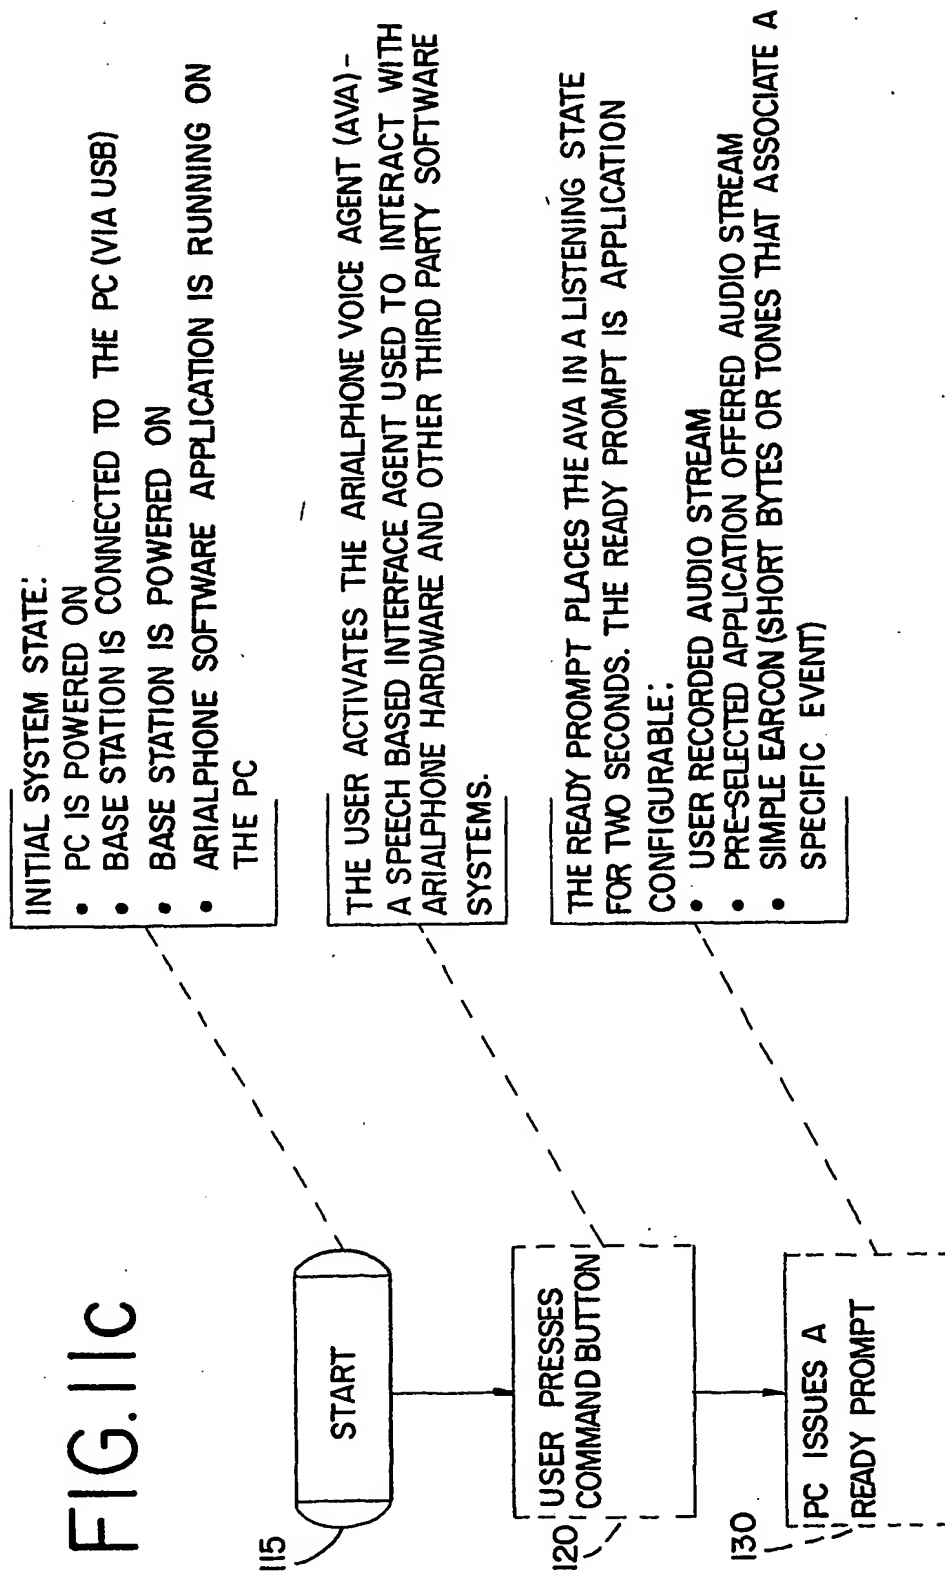 FIG. 11c
115
START
INITIAL SYSTEM STATE:
• PC IS POWERED ON
• BASE STATION IS CONNECTED TO THE PC (VIA USB)
• BASE STATION IS POWERED ON
• ARIALPHONE SOFTWARE APPLICATION IS RUNNING ON
THE PC
120
USER PRESSES
COMMAND BUTTON
THE USER ACTIVATES THE ARIALPHONE VOICE AGENT (AVA) -
A SPEECH BASED INTERFACE AGENT USED TO INTERACT WITH
ARIALPHONE HARDWARE AND OTHER THIRD PARTY SOFTWARE
SYSTEMS.
130
PC ISSUES A
READY PROMPT
THE READY PROMPT PLACES THE AVA IN A LISTENING STATE
FOR TWO SECONDS. THE READY PROMPT IS APPLICATION
CONFIGURABLE:
• USER RECORDED AUDIO STREAM
• PRE-SELECTED APPLICATION OFFERED AUDIO STREAM
• SIMPLE EARCON (SHORT BYTES OR TONES THAT ASSOCIATE A
SPECIFIC EVENT)